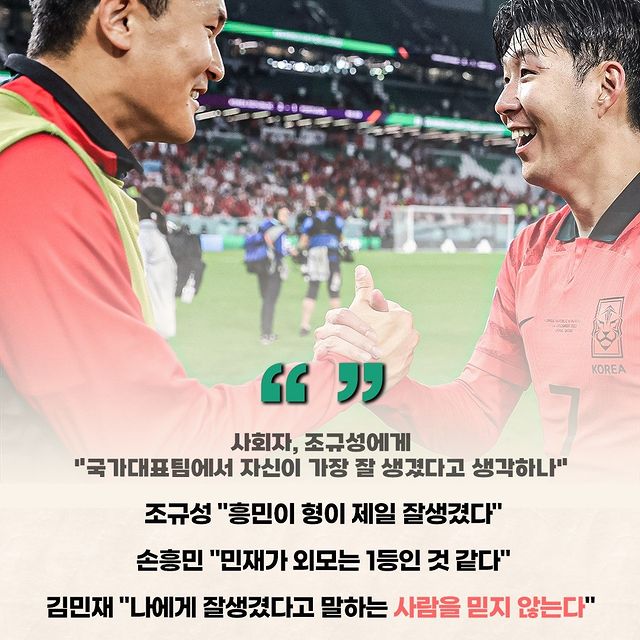 KOREA
7
사회자, 조규성에게
"국가대표팀에서 자신이 가장 잘 생겼다고 생각하나"
조규성 "흥민이 형이 제일 잘생겼다"
손흥민 "민재가 외모는 1등인 것 같다"
김민재 "나에게 잘생겼다고 말하는 사람을 믿지 않는다"